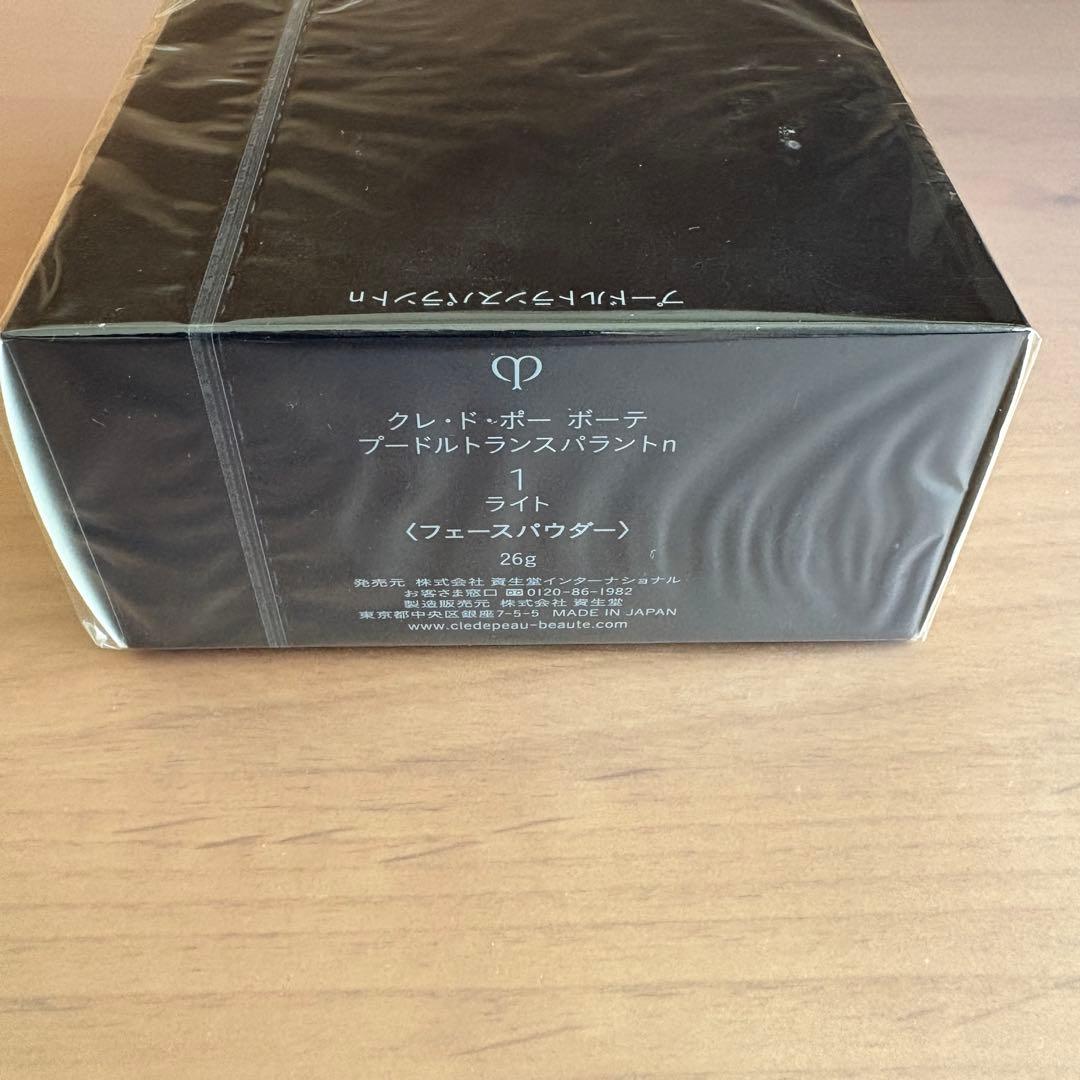 プードルトランスパラントn
クレ・ド・ポー ボーテ
プードルトランスパラントn
1
ライト
〈フェースパウダー〉
26g
発売元 株式会社 資生堂インターナショナル
お客さま窓口 0120-86-1982
製造販売元 株式会社 資生堂
東京都中央区銀座7-5-5 MADE IN JAPAN
www.cledepeau-beaute.com